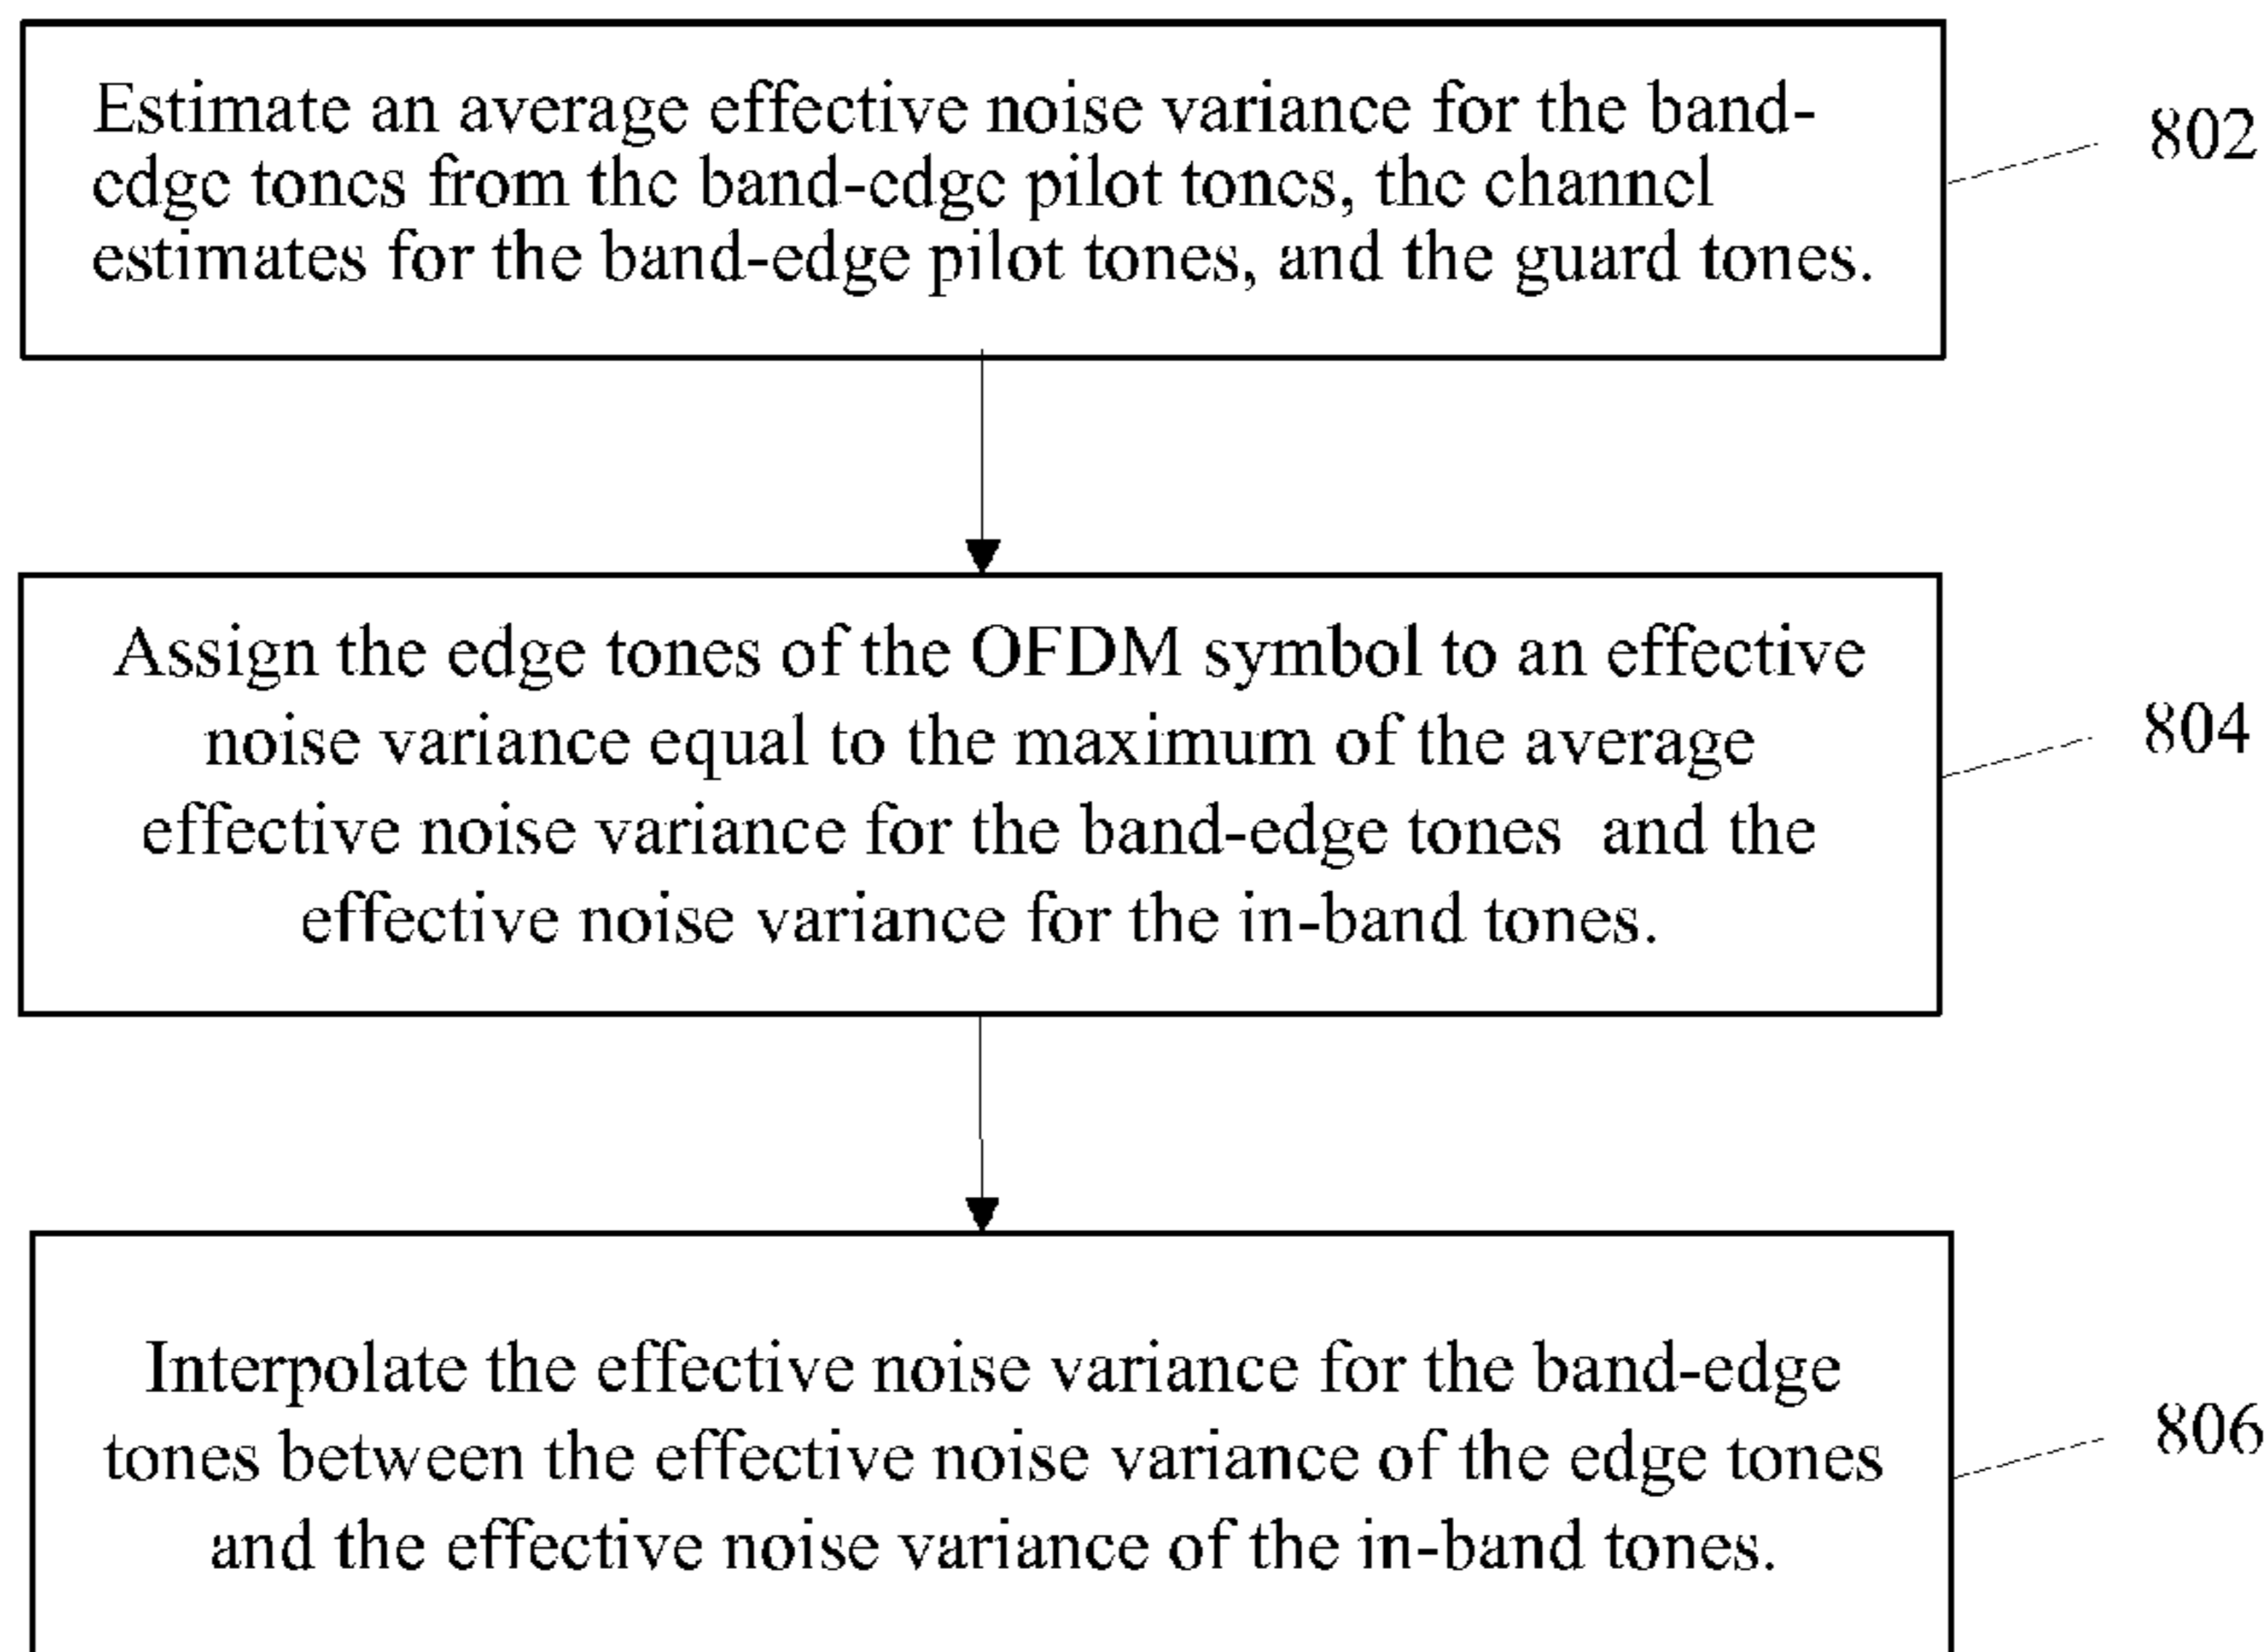 Estimate an average effective noise variance for the band-
edge tones from the band-edge pilot tones, the channel
estimates for the band-edge pilot tones, and the guard tones.
802
Assign the edge tones of the OFDM symbol to an effective
noise variance equal to the maximum of the average
effective noise variance for the band-edge tones and the
effective noise variance for the in-band tones.
804
Interpolate the effective noise variance for the band-edge
tones between the effective noise variance of the edge tones
and the effective noise variance of the in-band tones.
806